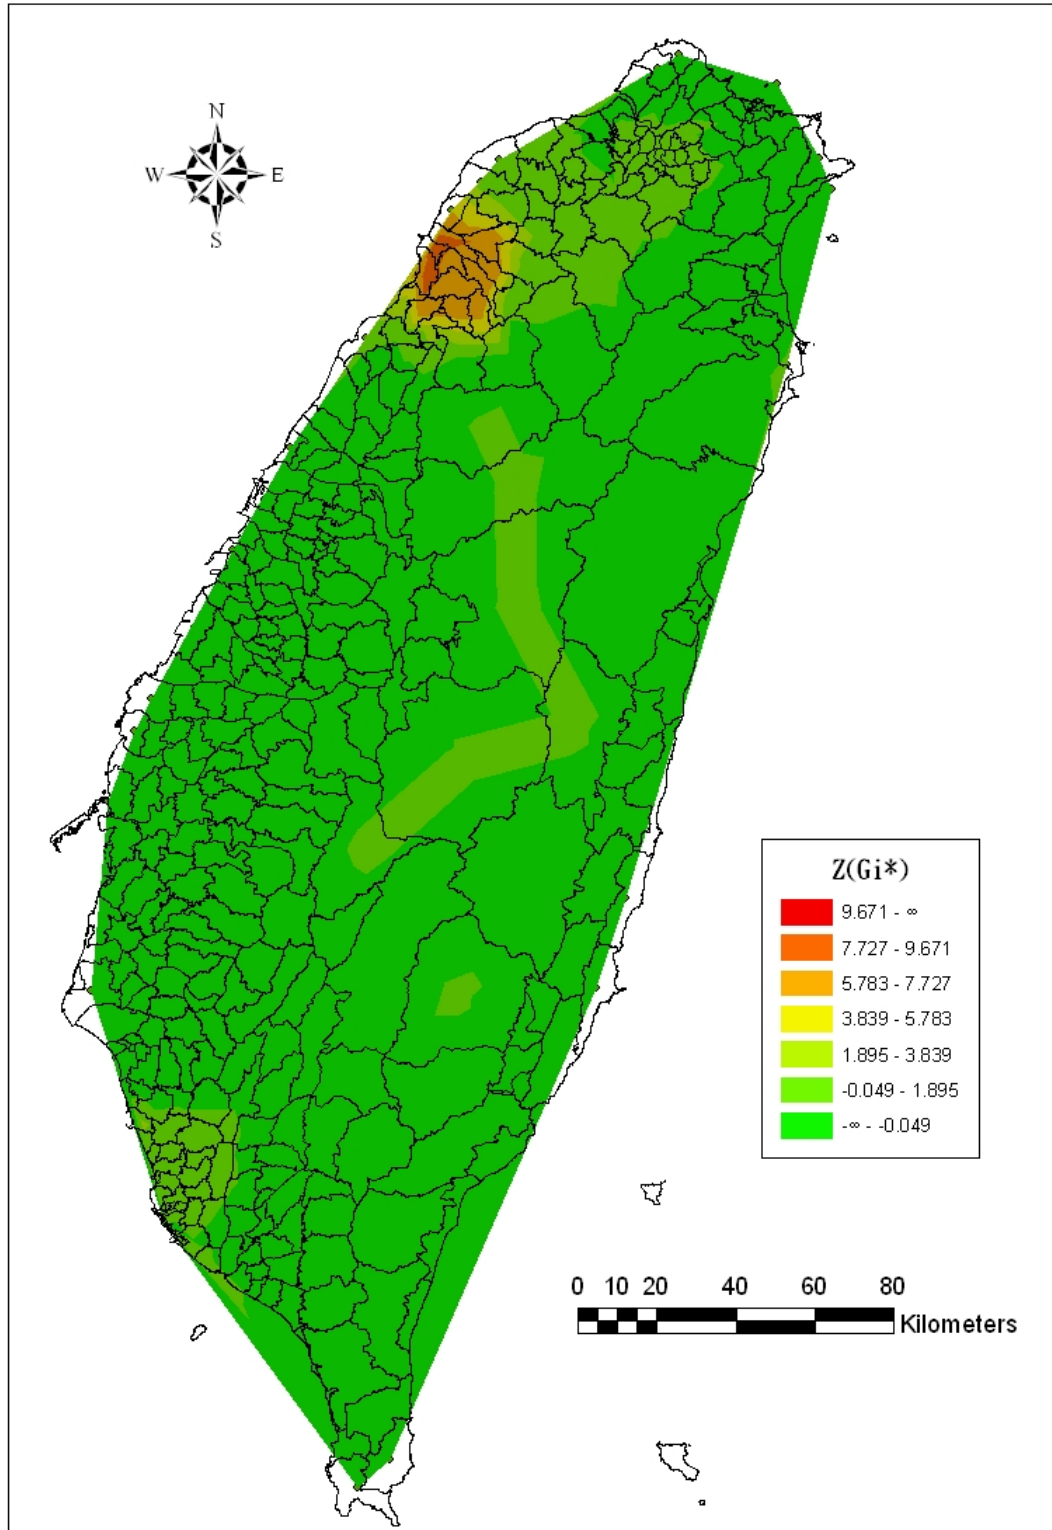 N
W E
S
Z(Gi*)
9.671 - ∞
7.727 - 9.671
5.783 - 7.727
3.839 - 5.783
1.895 - 3.839
-0.049 - 1.895
-∞ - -0.049
0 10 20 40 60 80
Kilometers